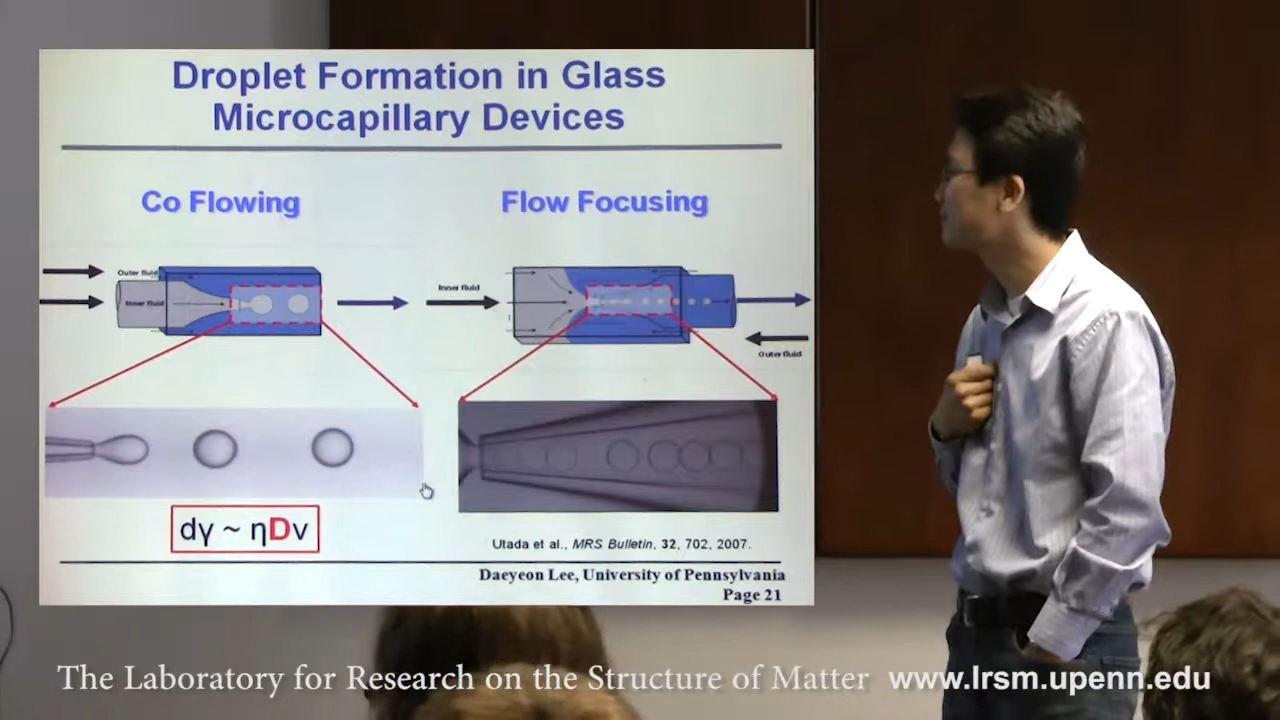 Droplet Formation in Glass
Microcapillary Devices
Co Flowing
Flow Focusing
Outer fluid
Inner fluid
Inner fluid
Outer fluid
dγ ~ ηDv
Utada et al., MRS Bulletin, 32, 702, 2007.
Daeyeon Lee, University of Pennsylvania
Page 21
The Laboratory for Research on the Structure of Matter www.lrsm.upenn.edu